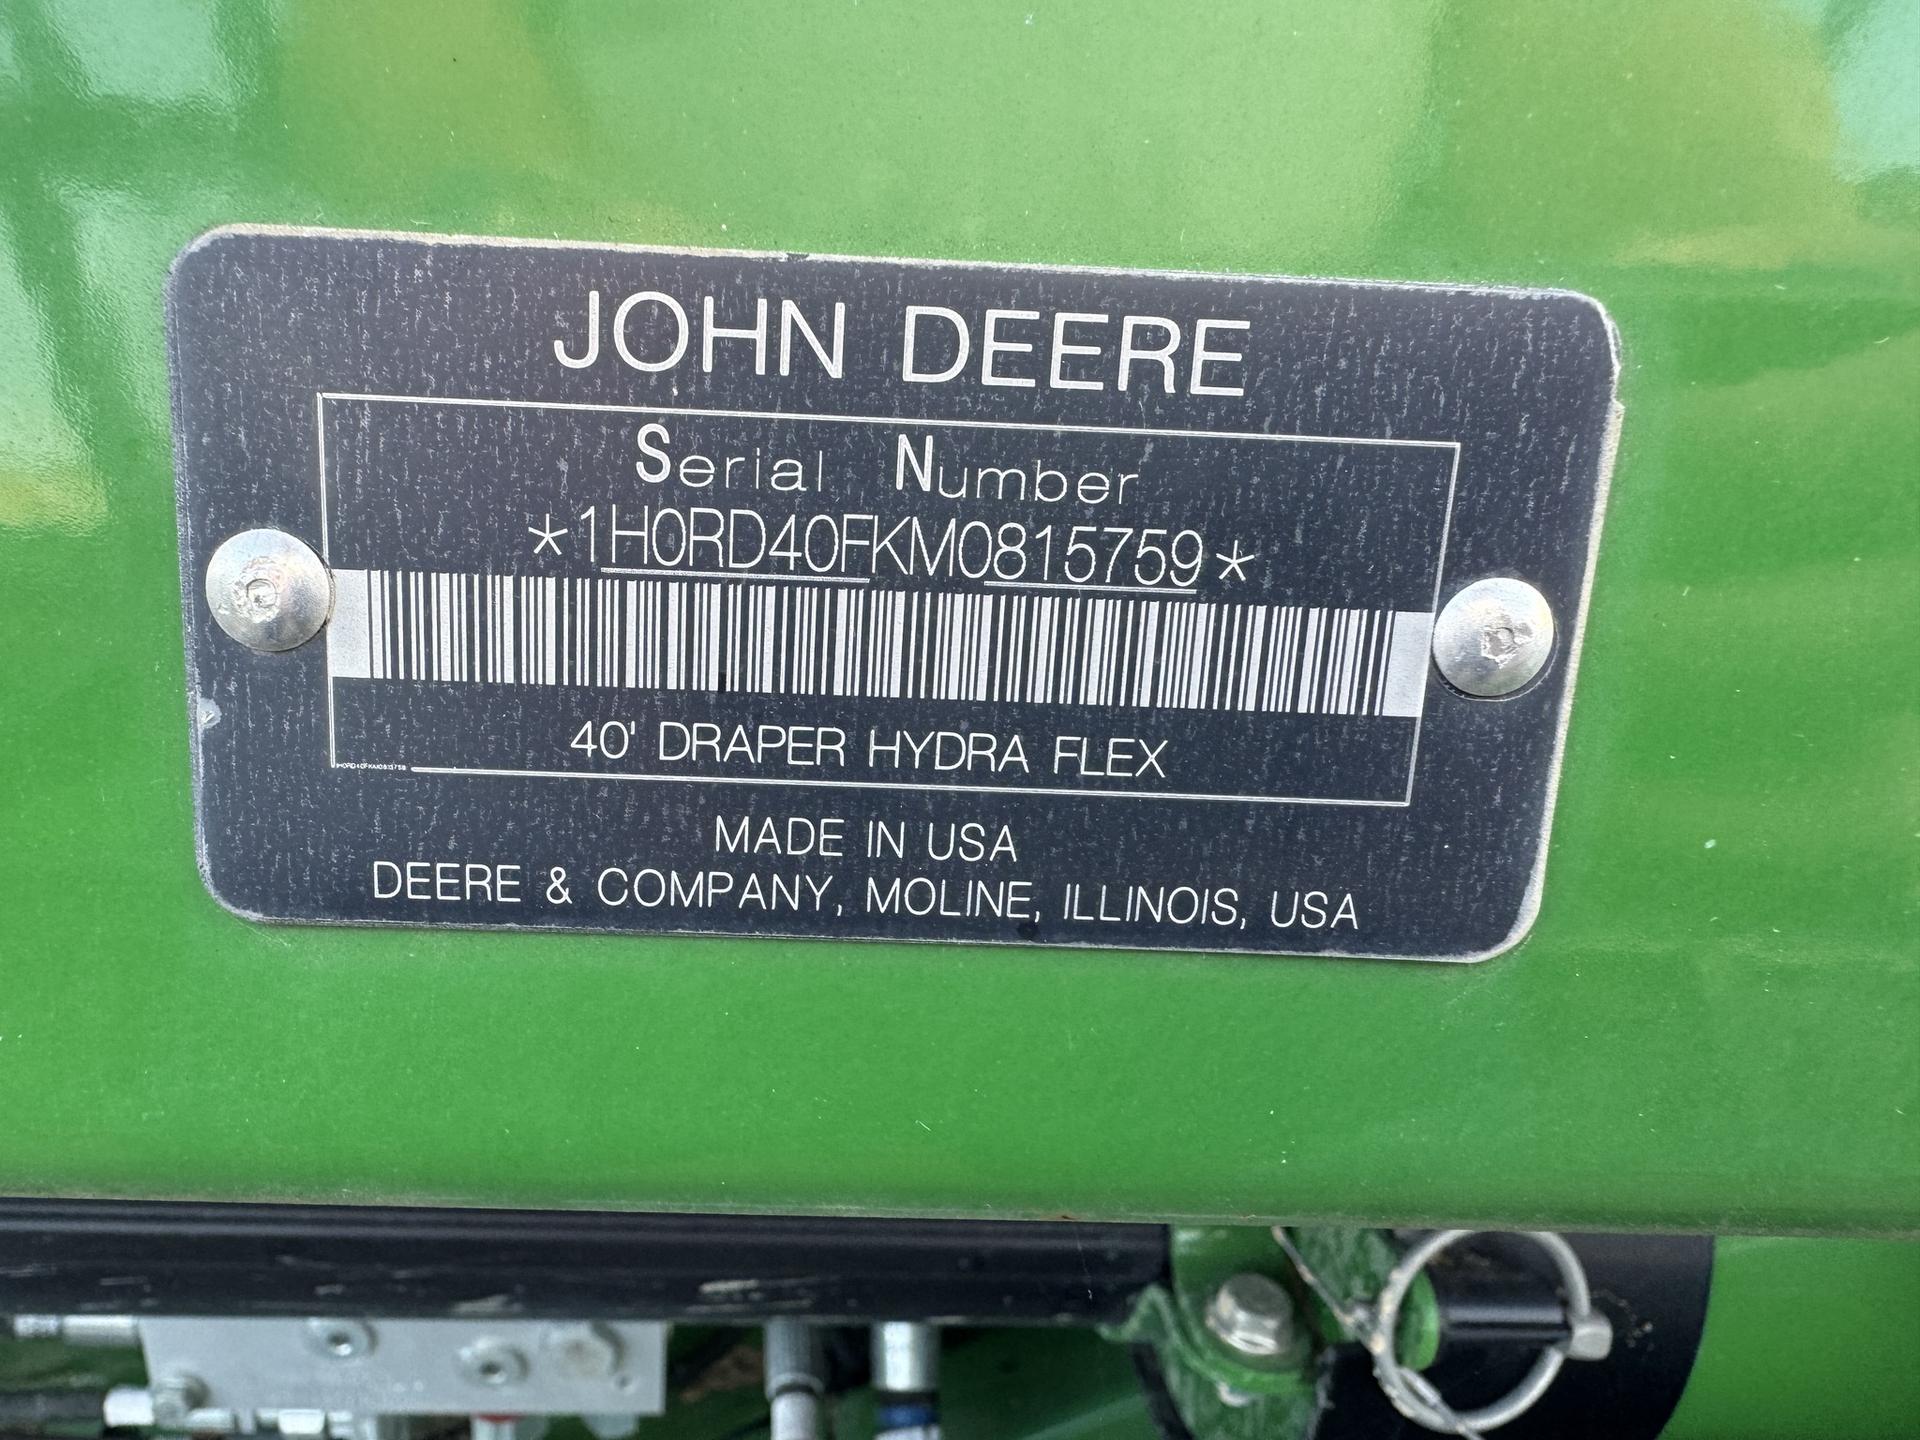 JOHN DEERE
Serial Number
*1H0RD40FKM0815759*
40' DRAPER HYDRA FLEX
MADE IN USA
DEERE & COMPANY, MOLINE, ILLINOIS, USA